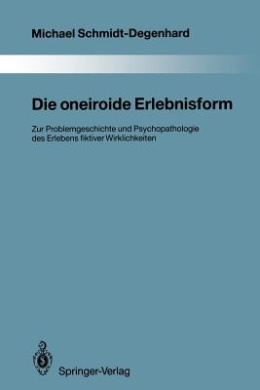 Michael Schmidt-Degenhard
Die oneiroide Erlebnisform
Zur Problemgeschichte und Psychopathologie
des Erlebens fiktiver Wirklichkeiten
Springer-Verlag